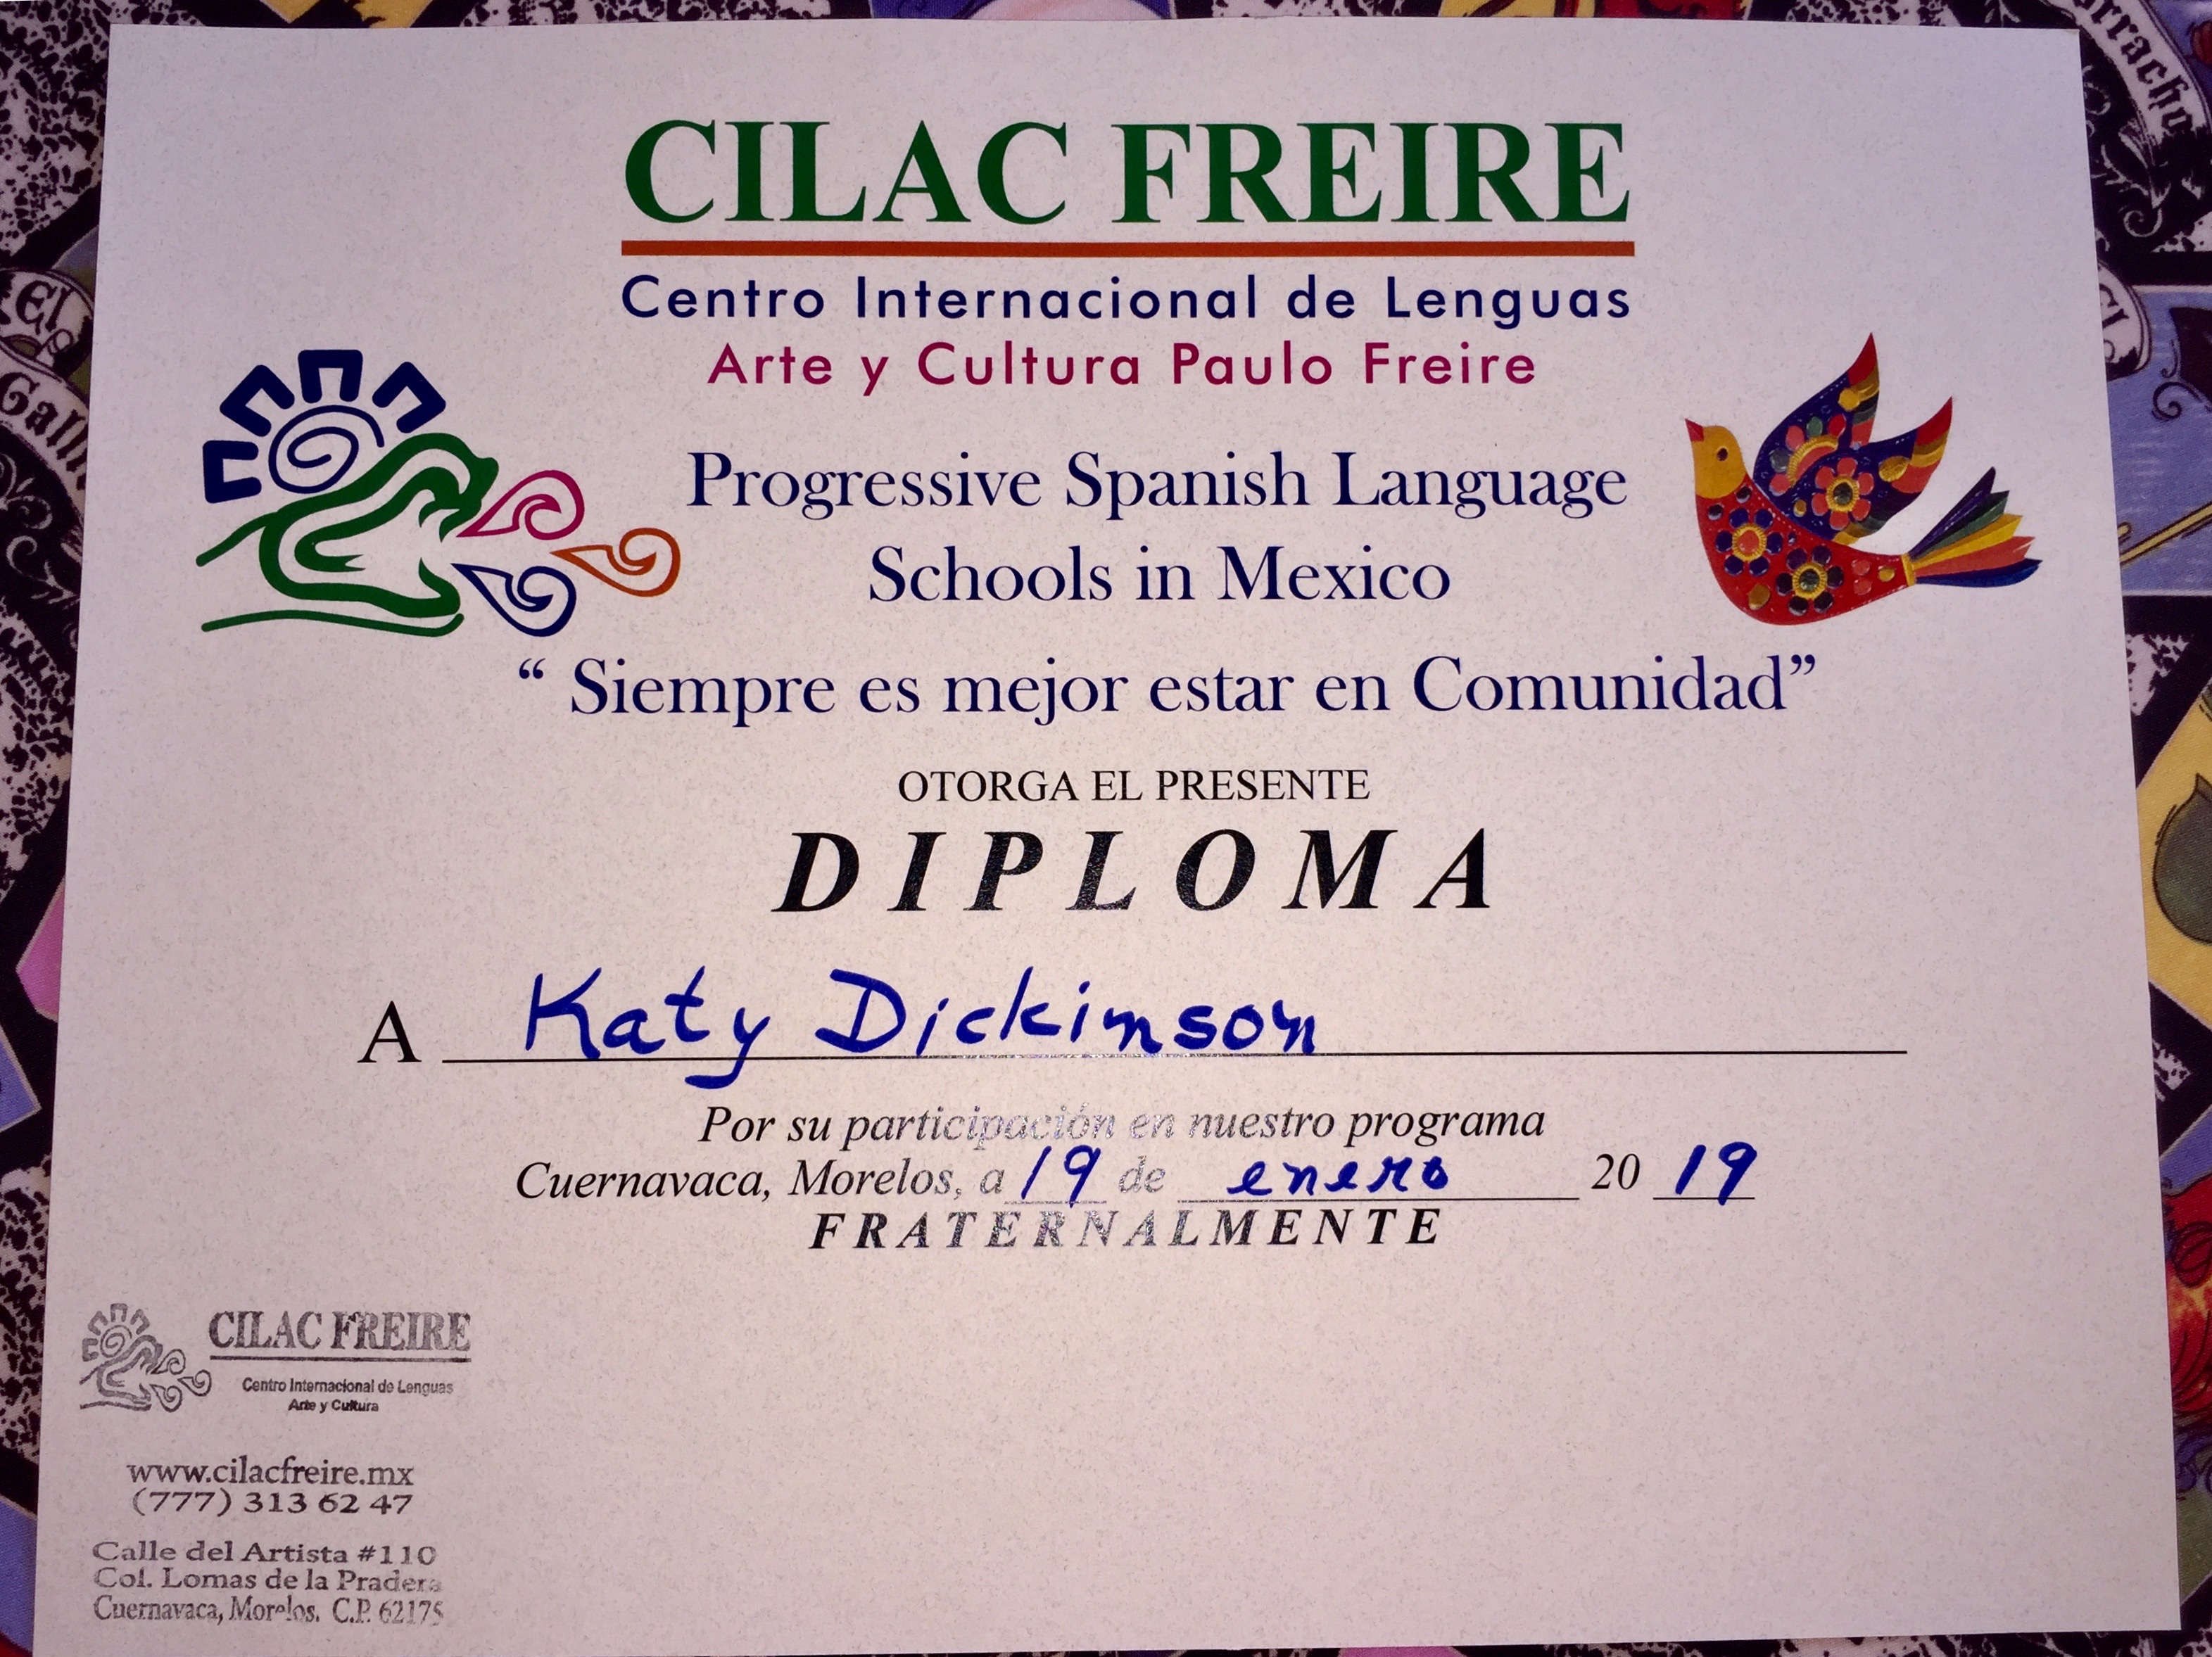 CILAC FREIRE
Centro Internacional de Lenguas
Arte y Cultura Paulo Freire
Progressive Spanish Language
Schools in Mexico
“ Siempre es mejor estar en Comunidad”
OTORGA EL PRESENTE
DIPLOMA
A Katy Dickinson
Por su participación en nuestro programa
Cuernavaca, Morelos, a 19 de enero 2019
FRATERNALMENTE
CILAC FREIRE
Centro Internacional de Lenguas
Arte y Cultura
www.cilacfreire.mx
(777) 313 62 47
Calle del Artista #110
Col. Lomas de la Pradera
Cuernavaca, Morelos. C.P. 62175
El
Gallo
El